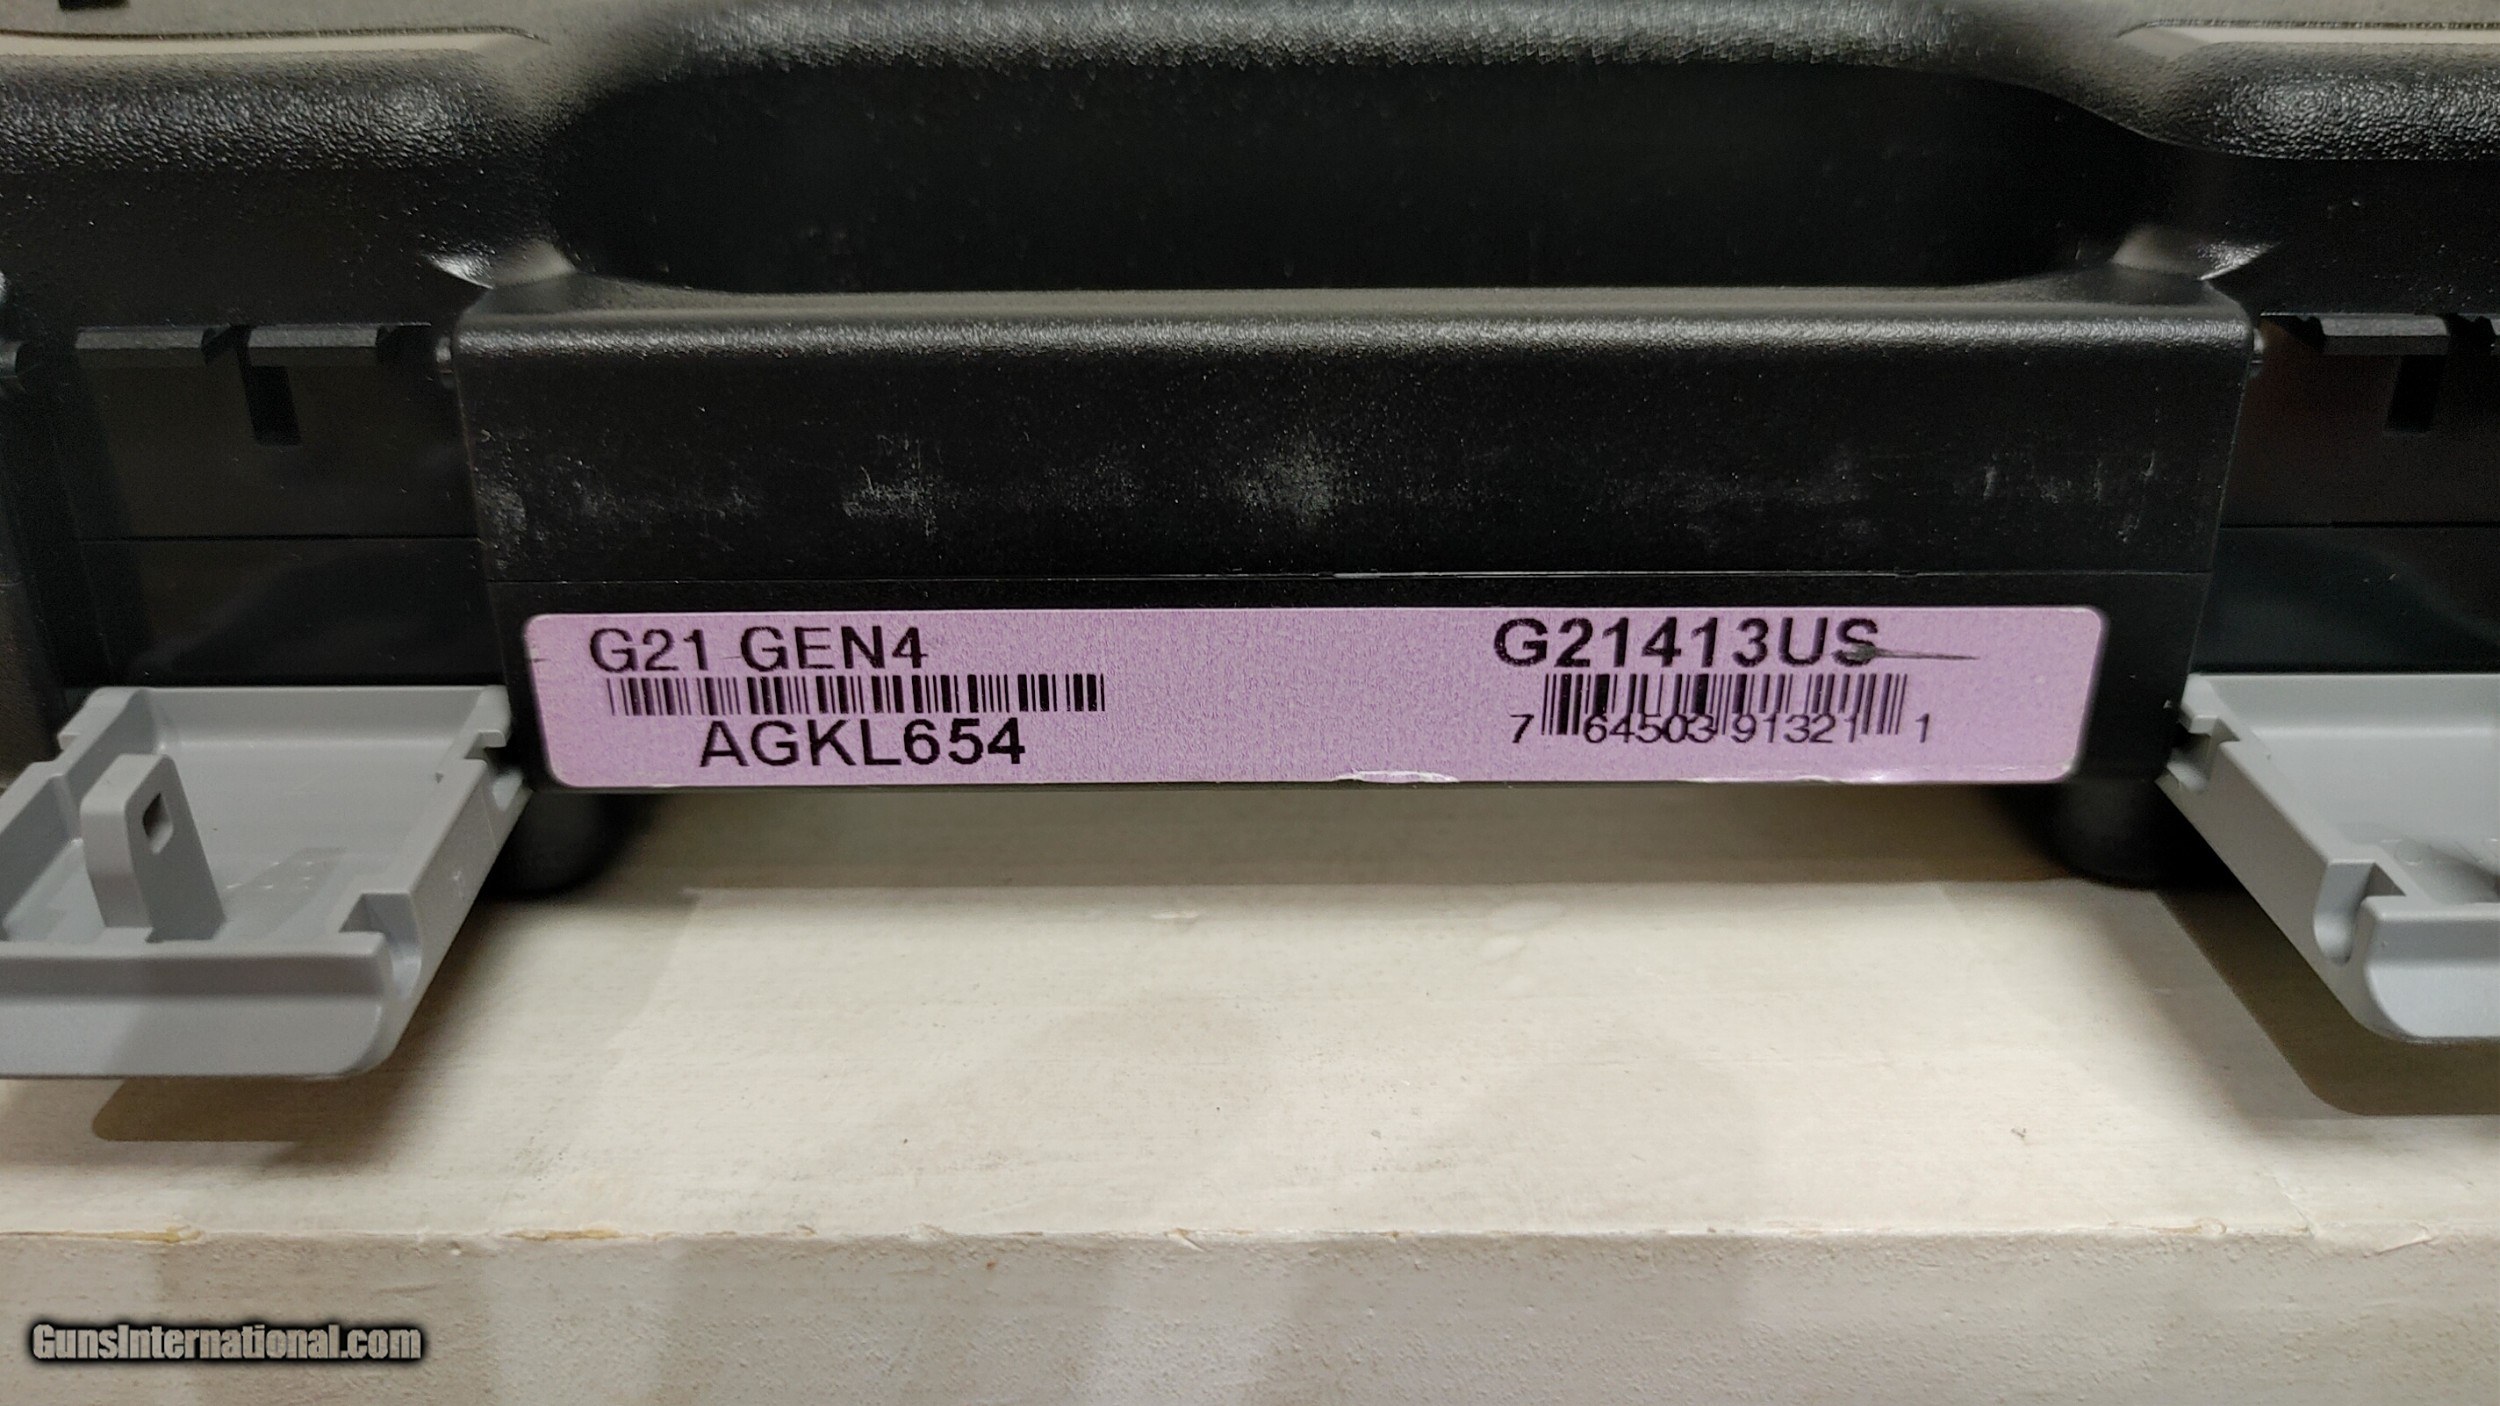 G21 GEN4
AGKL654
G21413US
7 64503 91321 1
GunsInternational.com